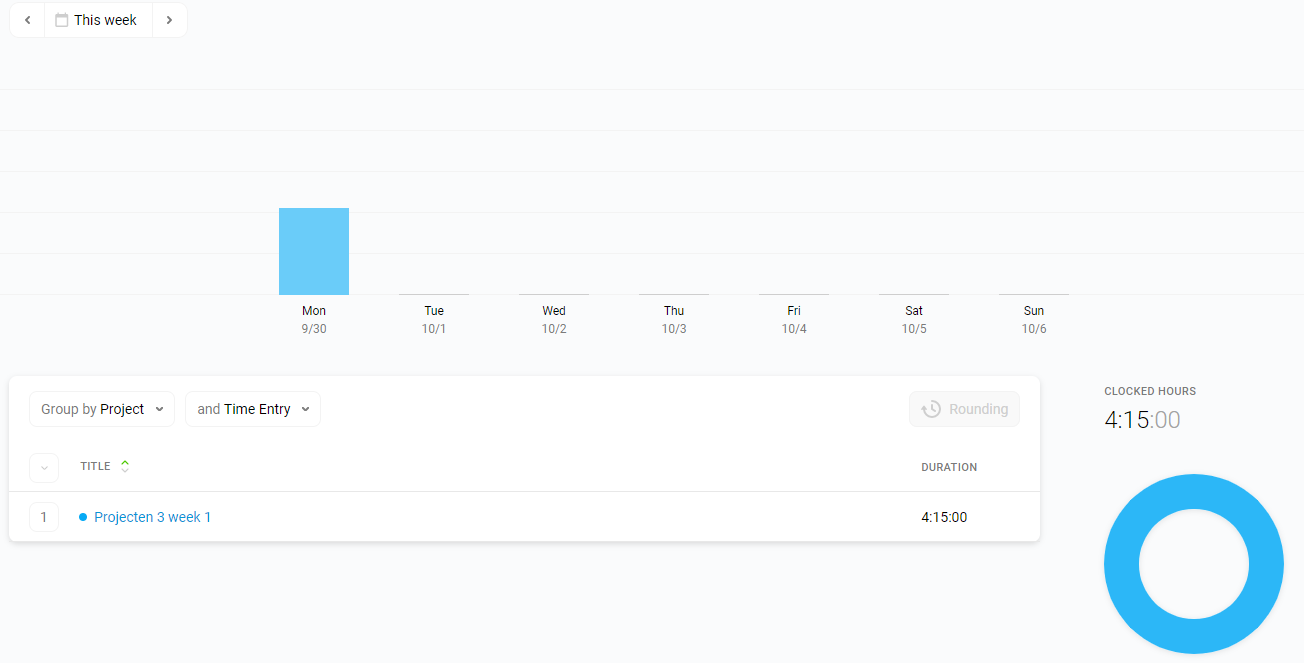 This week
Mon Tue Wed Thu Fri Sat Sun
9/30 10/1 10/2 10/3 10/4 10/5 10/6
Group by Project and Time Entry Rounding
TITLE DURATION
1 Projecten 3 week 1 4:15:00
CLOCKED HOURS
4:15:00